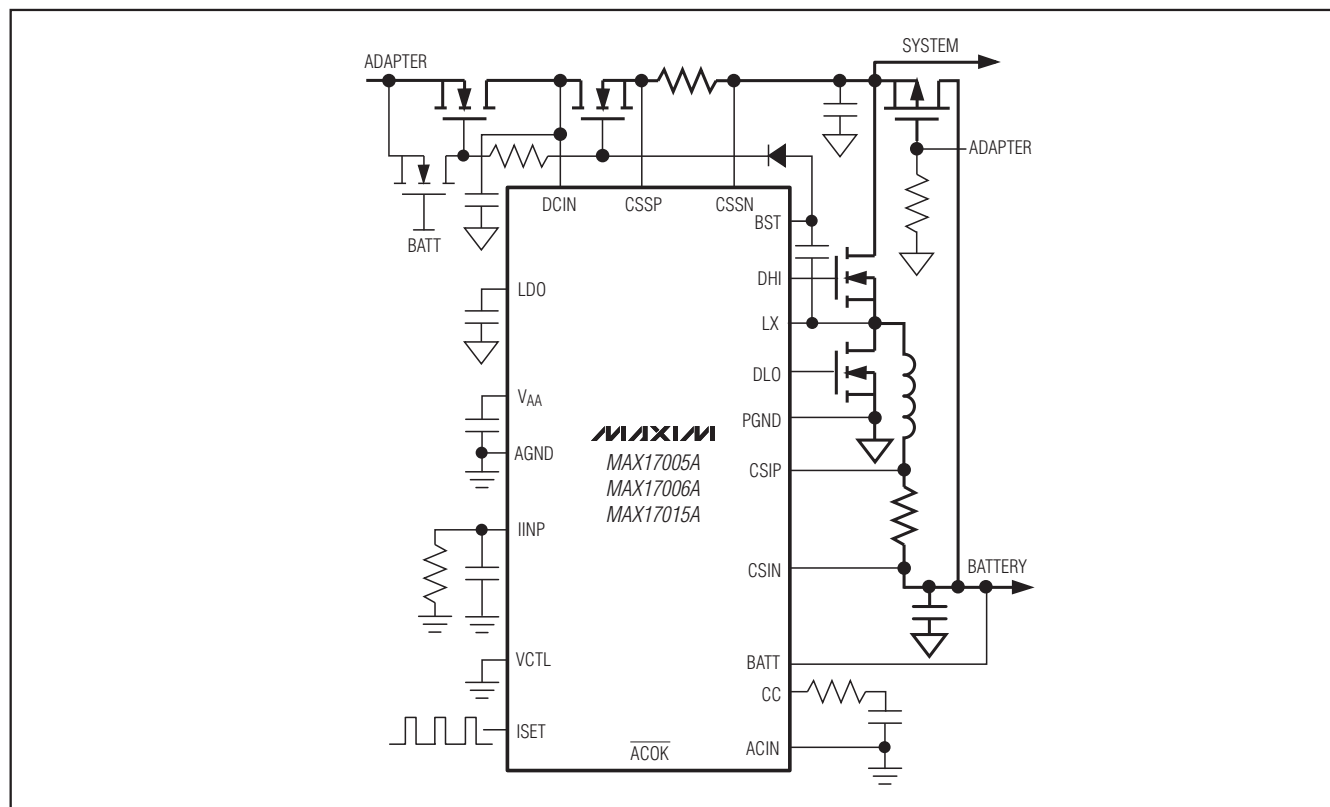 SYSTEM
ADAPTER
ADAPTER
DCIN
CSSP
CSSN
BST
BATT
DHI
LDO
LX
DLO
VAA
PGND
MAXIM
AGND
MAX17005A
CSIP
MAX17006A
MAX17015A
IINP
CSIN
BATTERY
VCTL
BATT
CC
ISET
ACOK
ACIN